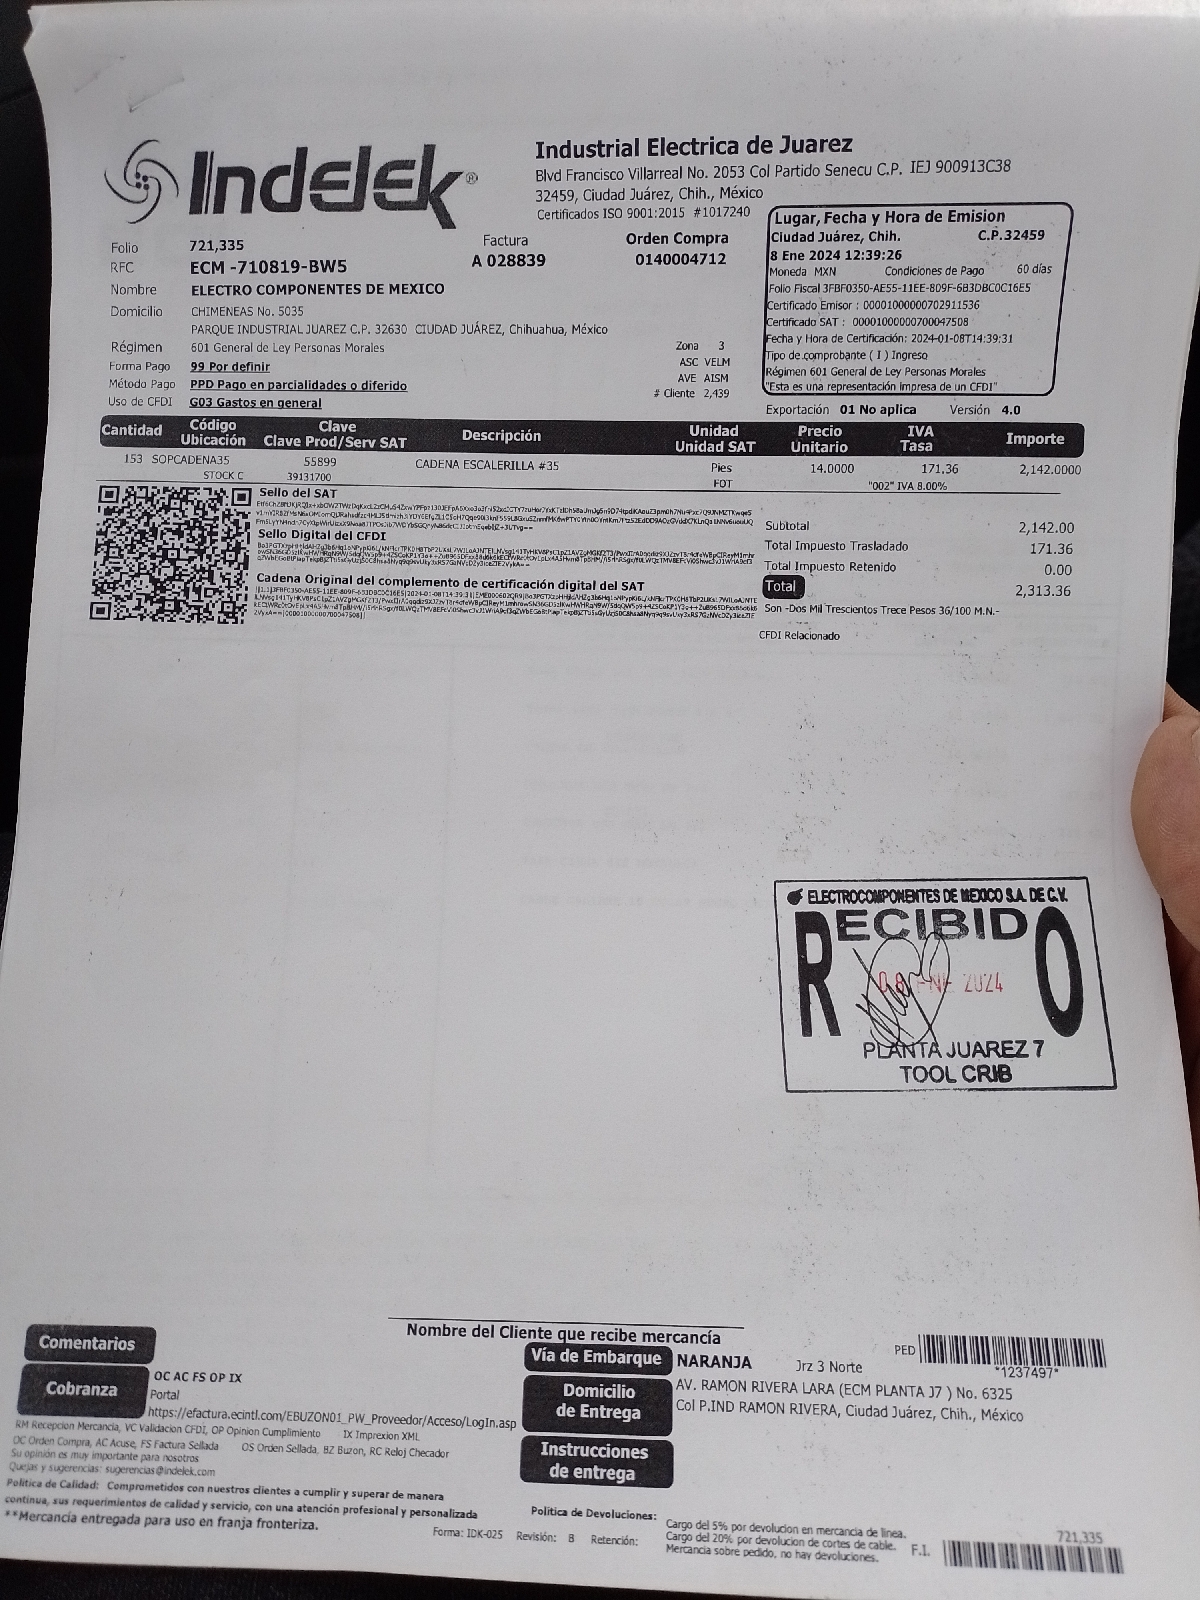 Indelek®
Industrial Electrica de Juarez
Blvd Francisco Villarreal No. 2053 Col Partido Senecu C.P. IEJ 900913C38
32459, Ciudad Juárez, Chih., México
Certificados ISO 9001:2015 #1017240
Folio 721,335
Factura
A 028839
Orden Compra
0140004712
RFC ECM -710819-BW5
Nombre ELECTRO COMPONENTES DE MEXICO
Domicilio CHIMENEAS No. 5035
PARQUE INDUSTRIAL JUAREZ C.P. 32630 CIUDAD JUÁREZ, Chihuahua, México
Régimen 601 General de Ley Personas Morales
Forma Pago 99 Por definir
Método Pago PPD Pago en parcialidades o diferido
Uso de CFDI G03 Gastos en general
Zona 3
ASC VELM
AVE AISM
# Cliente 2,439
Lugar, Fecha y Hora de Emision
Ciudad Juárez, Chih. C.P.32459
8 Ene 2024 12:39:26
Moneda MXN Condiciones de Pago 60 días
Folio Fiscal 3FBF0350-AE55-11EE-809F-6B3DBC0C16E5
Certificado Emisor : 00001000000702911536
Certificado SAT : 00001000000700047508
Fecha y Hora de Certificación: 2024-01-08T14:39:31
Tipo de comprobante ( I ) Ingreso
Régimen 601 General de Ley Personas Morales
"Esta es una representación impresa de un CFDI"
Exportación 01 No aplica Versión 4.0
Cantidad Código Ubicación Clave Clave Prod/Serv SAT Descripción Unidad Unidad SAT Precio Unitario IVA Tasa Importe
153 SOPCADENA35 55899 CADENA ESCALERILLA #35 Pies 14.0000 171.36 2,142.0000
STOCK C 39131700 FOT "002" IVA 8.00%
Sello del SAT
Sello Digital del CFDI
Cadena Original del complemento de certificación digital del SAT
Subtotal 2,142.00
Total Impuesto Trasladado 171.36
Total Impuesto Retenido 0.00
Total 2,313.36
Son -Dos Mil Trescientos Trece Pesos 36/100 M.N.-
CFDI Relacionado
ELECTROCOMPONENTES DE MEXICO S.A. DE C.V.
RECIBIDO
08 ENE 2024
PLANTA JUAREZ 7
TOOL CRIB
Nombre del Cliente que recibe mercancía
Comentarios
Cobranza
OC AC FS OP IX
Portal
https://efactura.ecintl.com/EBUZON01_PW_Proveedor/Acceso/LogIn.asp
RM Recepcion Mercancia, VC Validacion CFDI, OP Opinion Cumplimiento IX Imprexion XML
OC Orden Compra, AC Acuse, FS Factura Sellada OS Orden Sellada, BZ Buzon, RC Reloj Checador
Su opinión es muy importante para nosotros
Quejas y sugerencias: sugerencias@indelek.com
Politica de Calidad: Comprometidos con nuestros clientes a cumplir y superar de manera
continua, sus requerimientos de calidad y servicio, con una atención profesional y personalizada
**Mercancia entregada para uso en franja fronteriza.
Forma: IDK-025 Revisión: B Retención:
Vía de Embarque NARANJA Jrz 3 Norte
PED *1237497*
Domicilio de Entrega
AV. RAMON RIVERA LARA (ECM PLANTA J7 ) No. 6325
Col P.IND RAMON RIVERA, Ciudad Juárez, Chih., México
Instrucciones de entrega
Politica de Devoluciones:
Cargo del 5% por devolucion en mercancia de linea.
Cargo del 20% por devolucion de cortes de cable.
Mercancia sobre pedido, no hay devoluciones.
F.I. 721,335